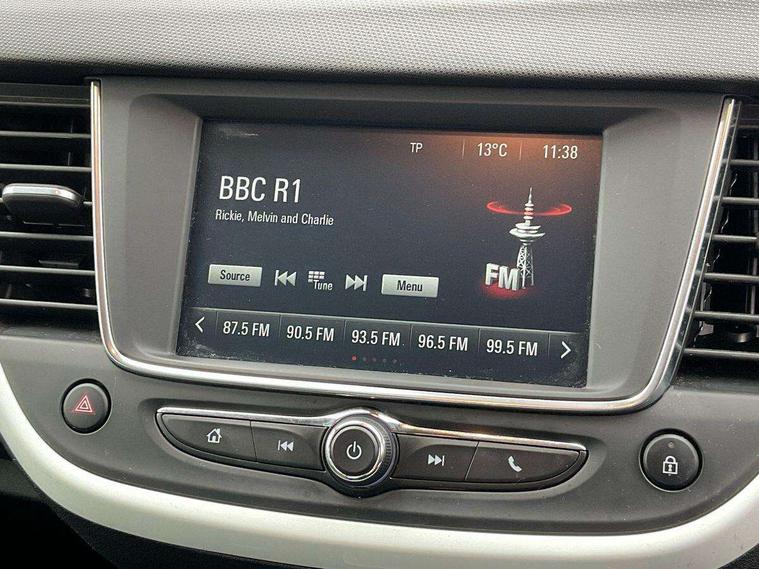 TP 13°C 11:38
BBC R1
Rickie, Melvin and Charlie
FM
Source Tune Menu
87.5 FM 90.5 FM 93.5 FM 96.5 FM 99.5 FM